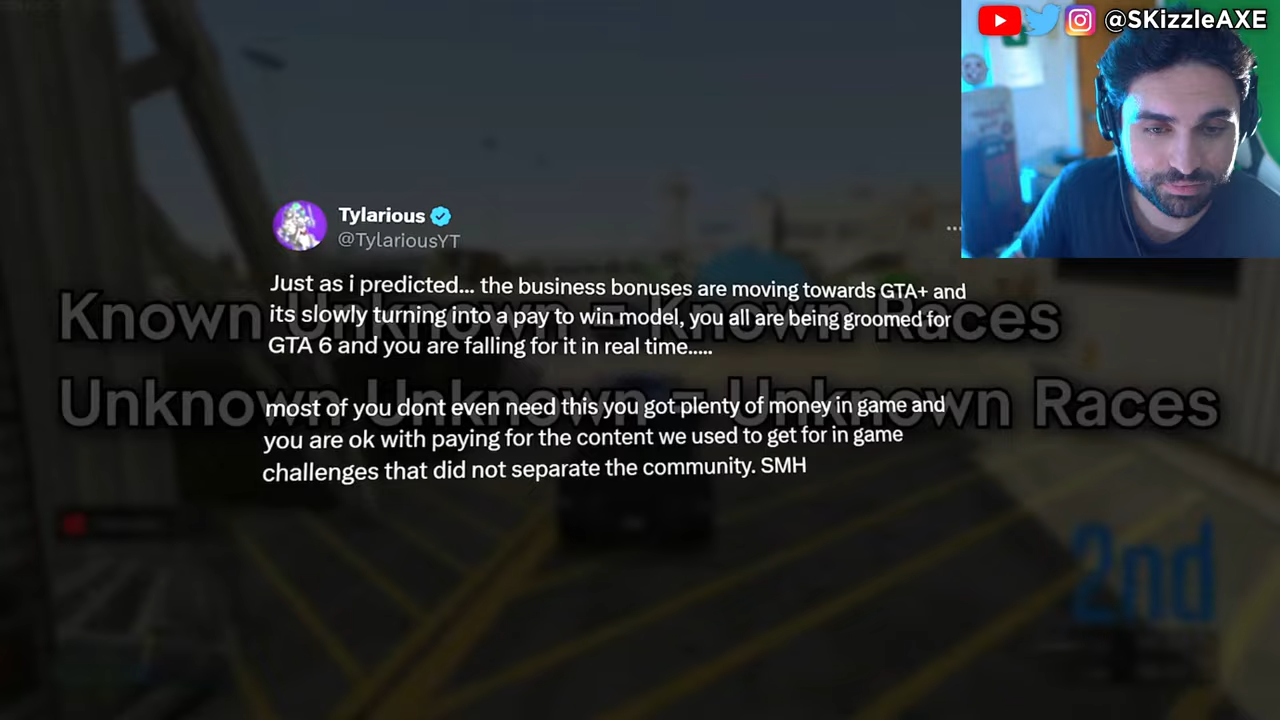 @SKizzleAXE
Tylarious
@TylariousYT
...
Just as i predicted... the business bonuses are moving towards GTA+ and
its slowly turning into a pay to win model, you all are being groomed for
GTA 6 and you are falling for it in real time.....
most of you dont even need this you got plenty of money in game and
you are ok with paying for the content we used to get for in game
challenges that did not separate the community. SMH
Known Unknown = Known Races
Unknown Unknown = Unknown Races
2nd